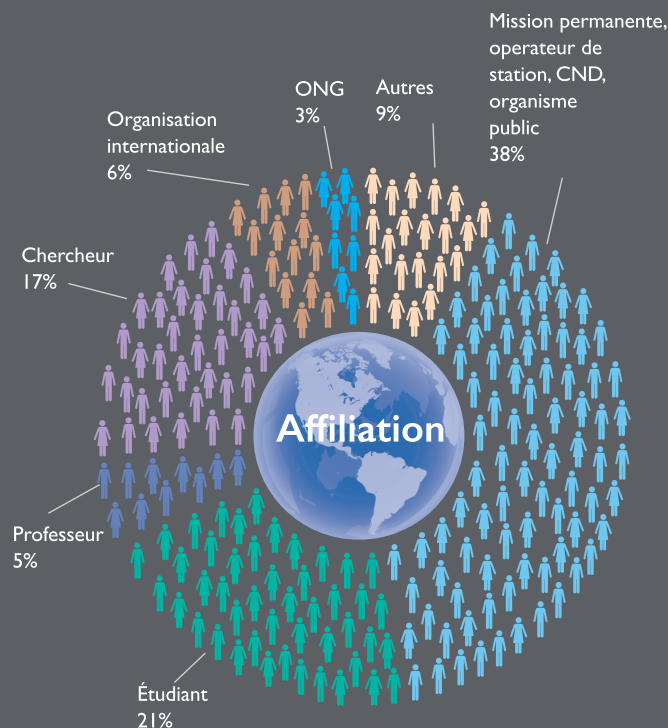 Mission permanente,
operateur de
station, CND,
organisme
public
38%
ONG
3%
Autres
9%
Organisation
internationale
6%
Chercheur
17%
Affiliation
Professeur
5%
Étudiant
21%